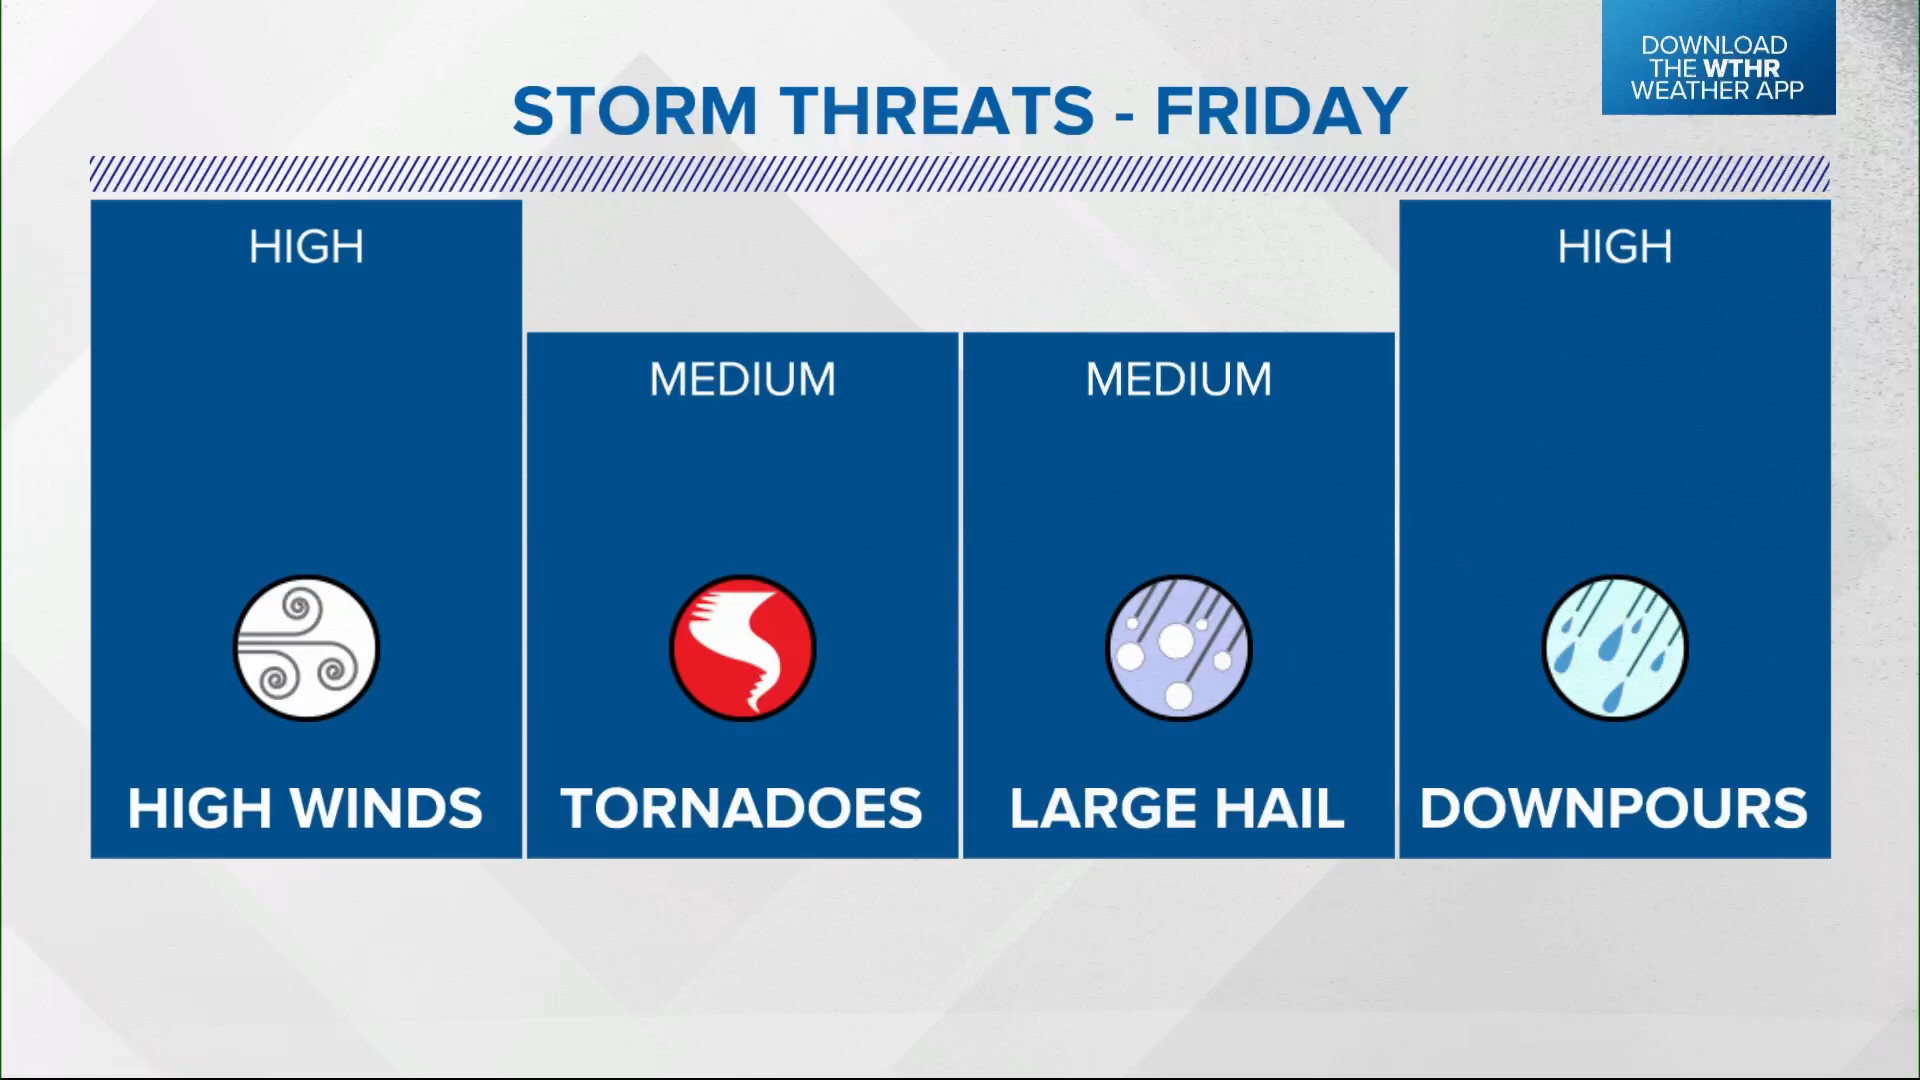 DOWNLOAD
THE WTHR
WEATHER APP
STORM THREATS - FRIDAY
HIGH
HIGH WINDS
MEDIUM
TORNADOES
MEDIUM
LARGE HAIL
HIGH
DOWNPOURS